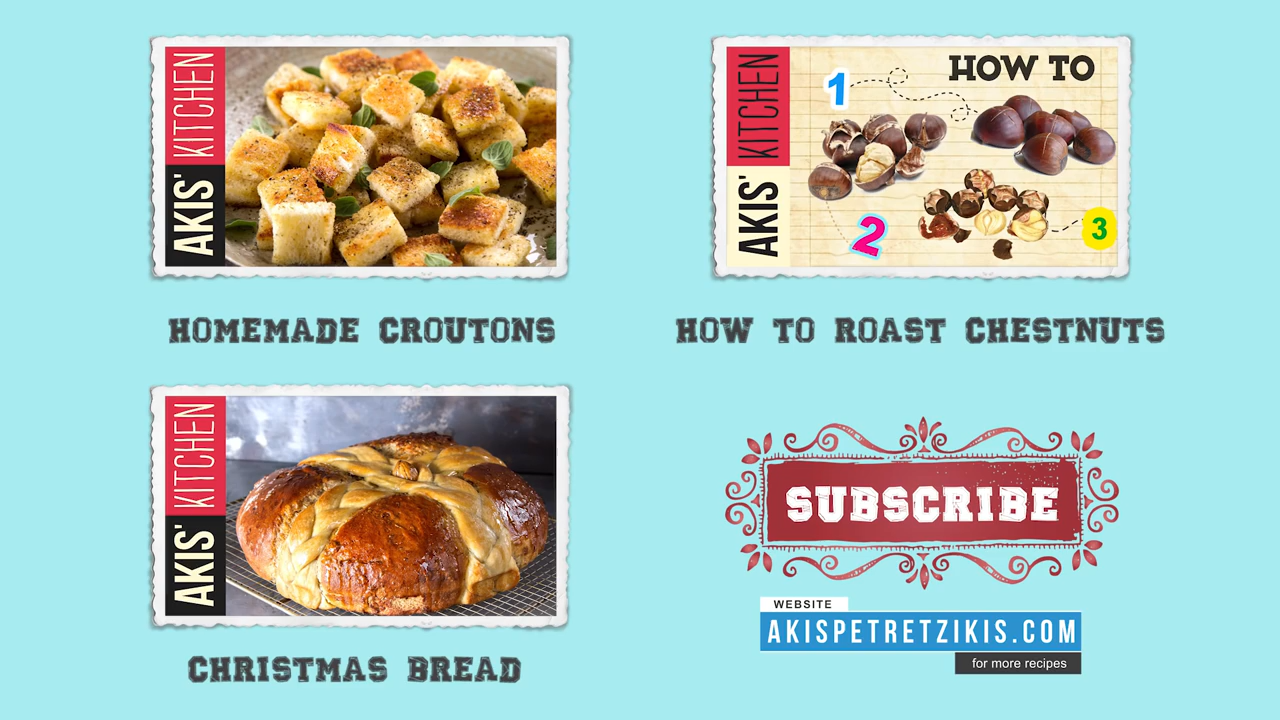 AKIS' KITCHEN
HOMEMADE CROUTONS
AKIS' KITCHEN
HOW TO
1
2
3
HOW TO ROAST CHESTNUTS
AKIS' KITCHEN
CHRISTMAS BREAD
SUBSCRIBE
WEBSITE
AKISPETRETZIKIS.COM
for more recipes